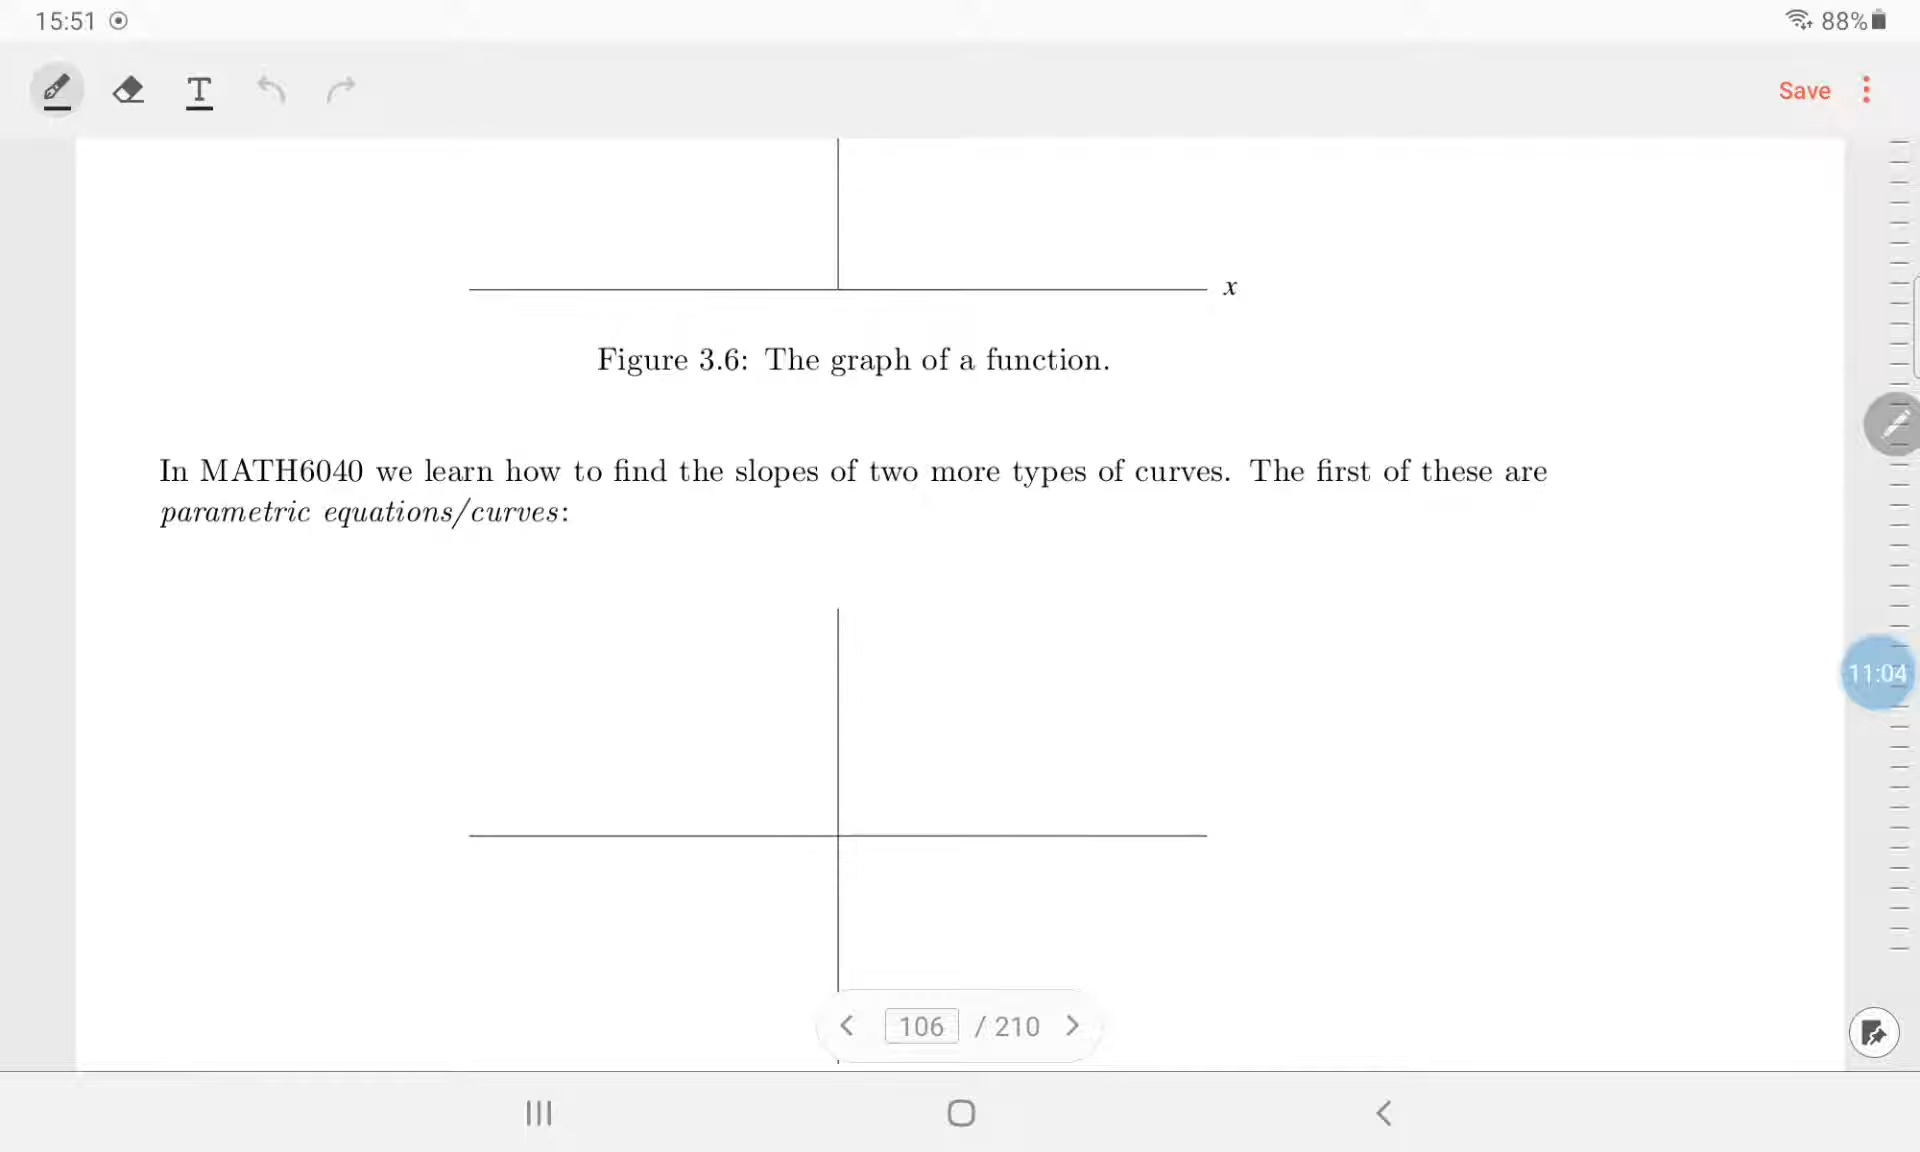 15:51
88%
T
Save
x
Figure 3.6: The graph of a function.
In MATH6040 we learn how to find the slopes of two more types of curves. The first of these are
parametric equations/curves:
11:04
106 / 210